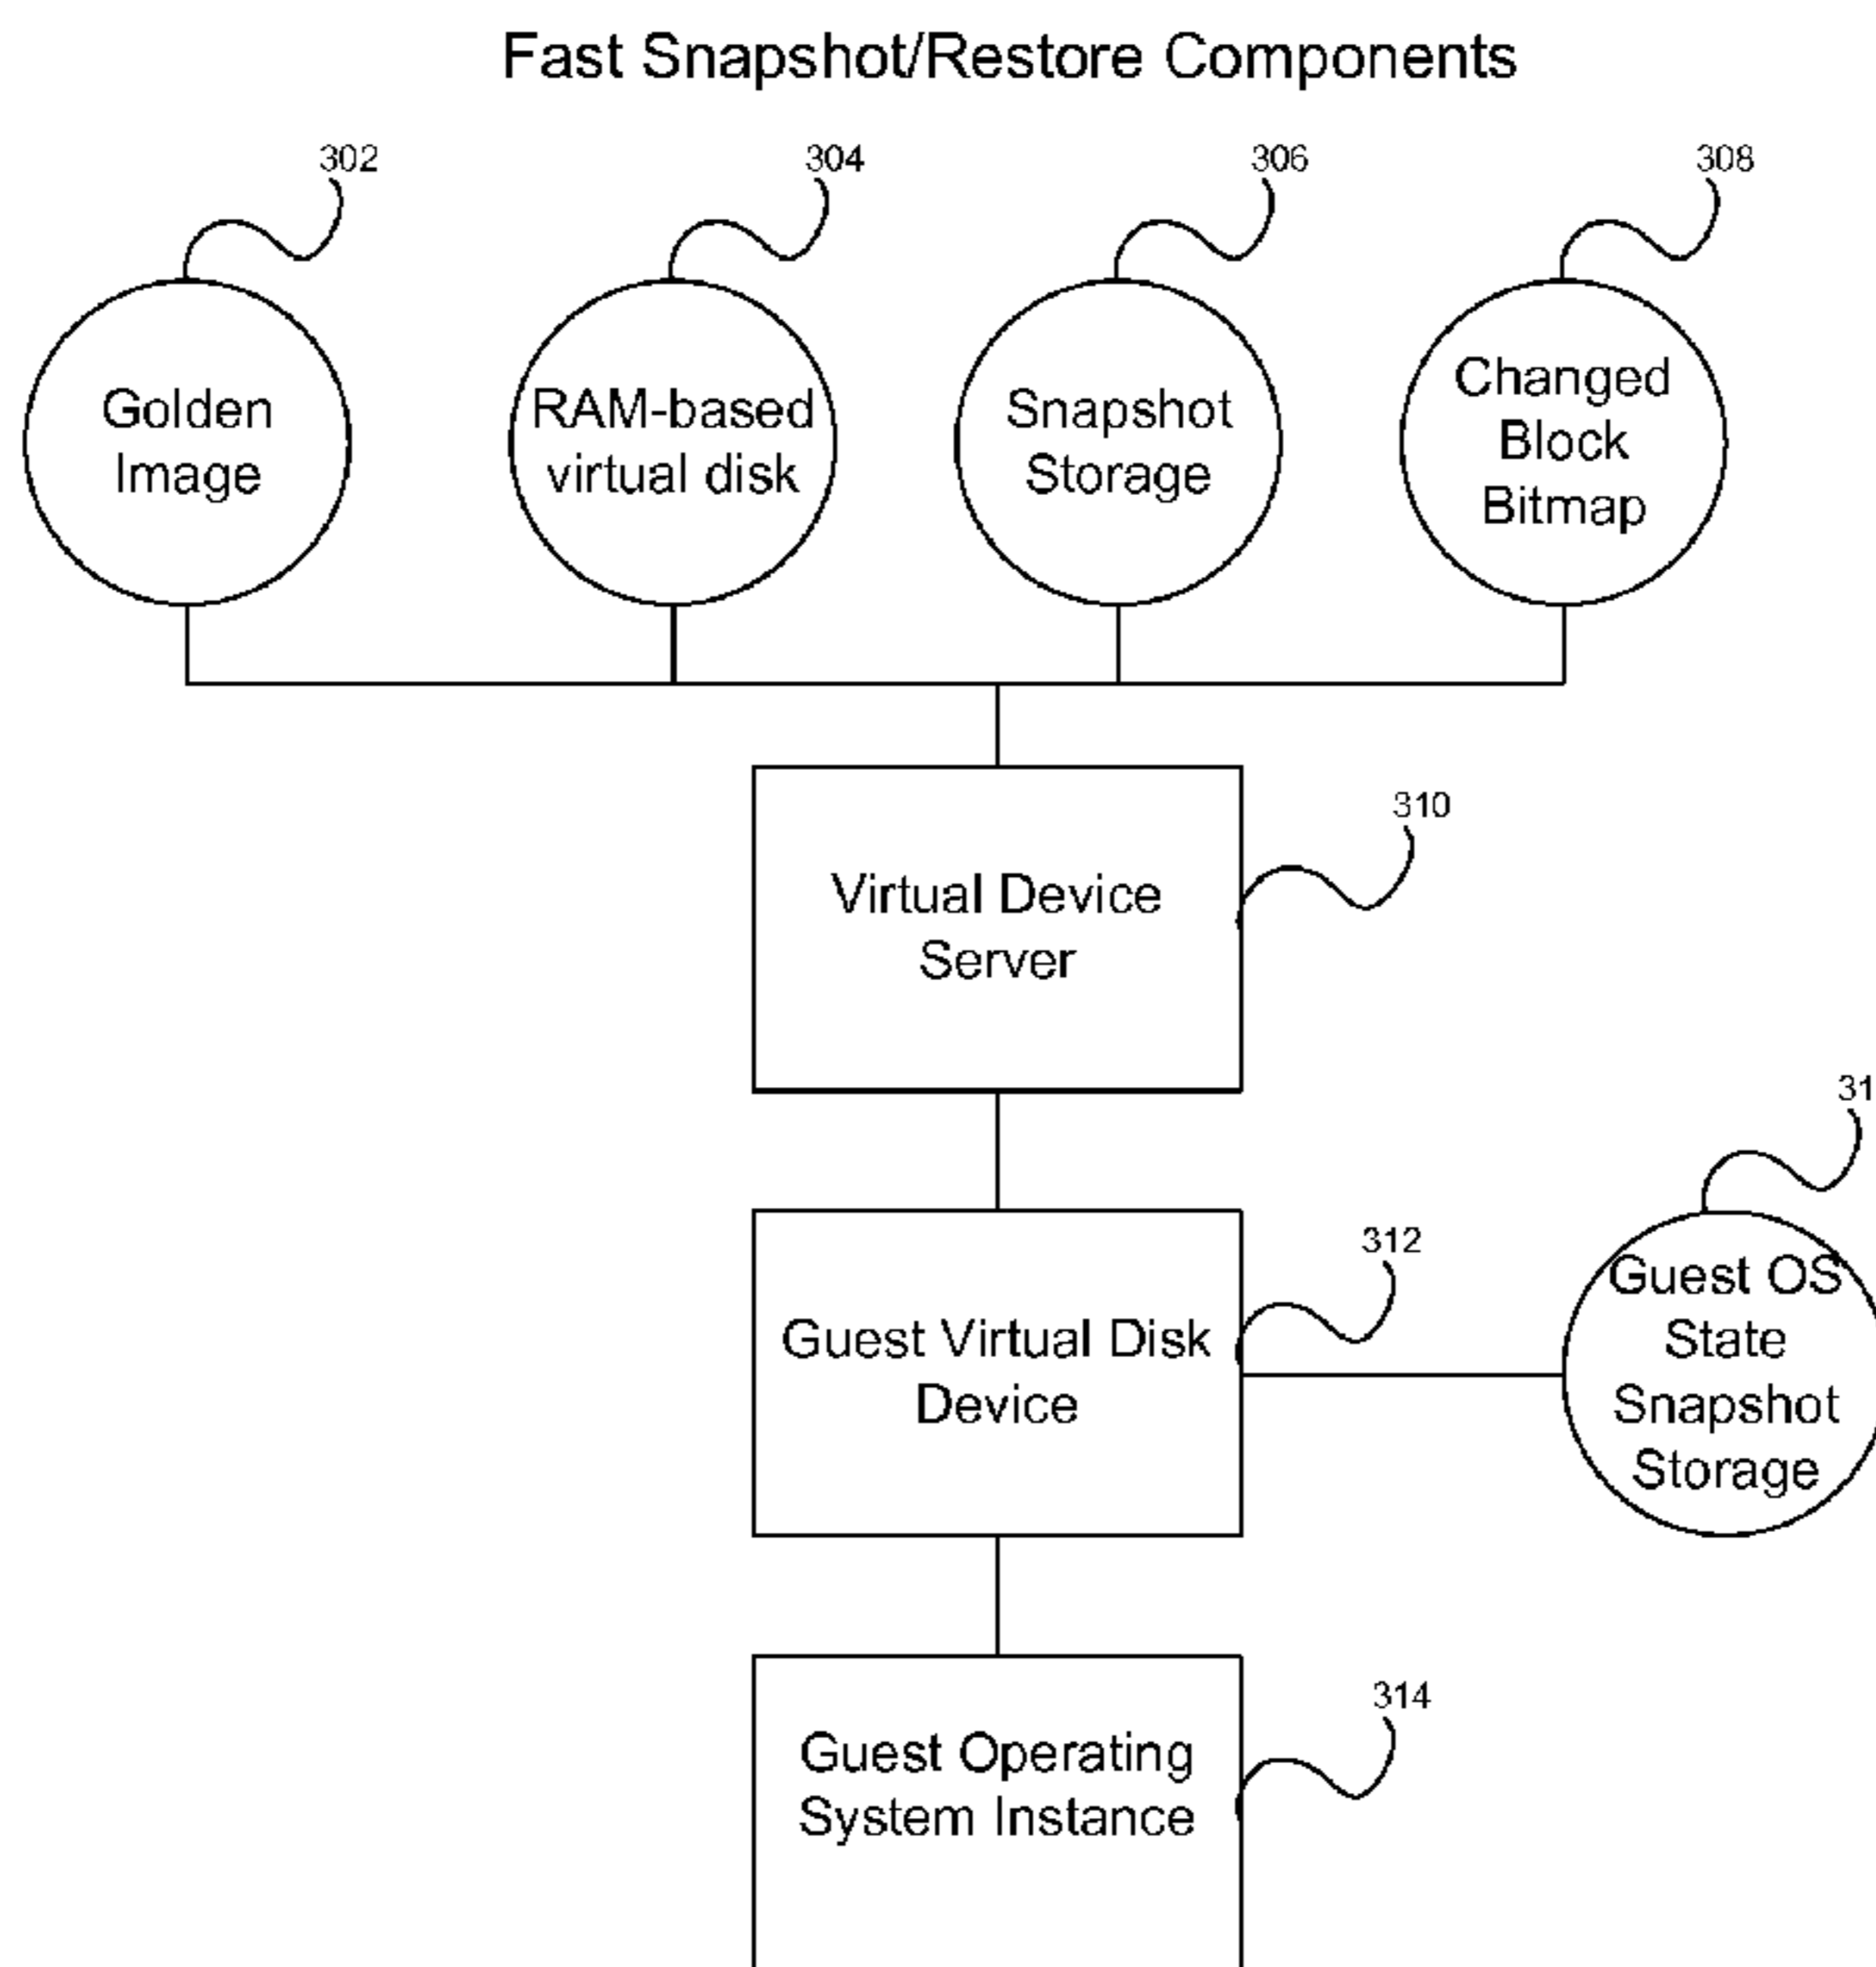 Fast Snapshot/Restore Components
302
304
306
308
Golden
Image
RAM-based
virtual disk
Snapshot
Storage
Changed
Block
Bitmap
310
Virtual Device
Server
31
312
Guest Virtual Disk
Device
Guest OS
State
Snapshot
Storage
314
Guest Operating
System Instance